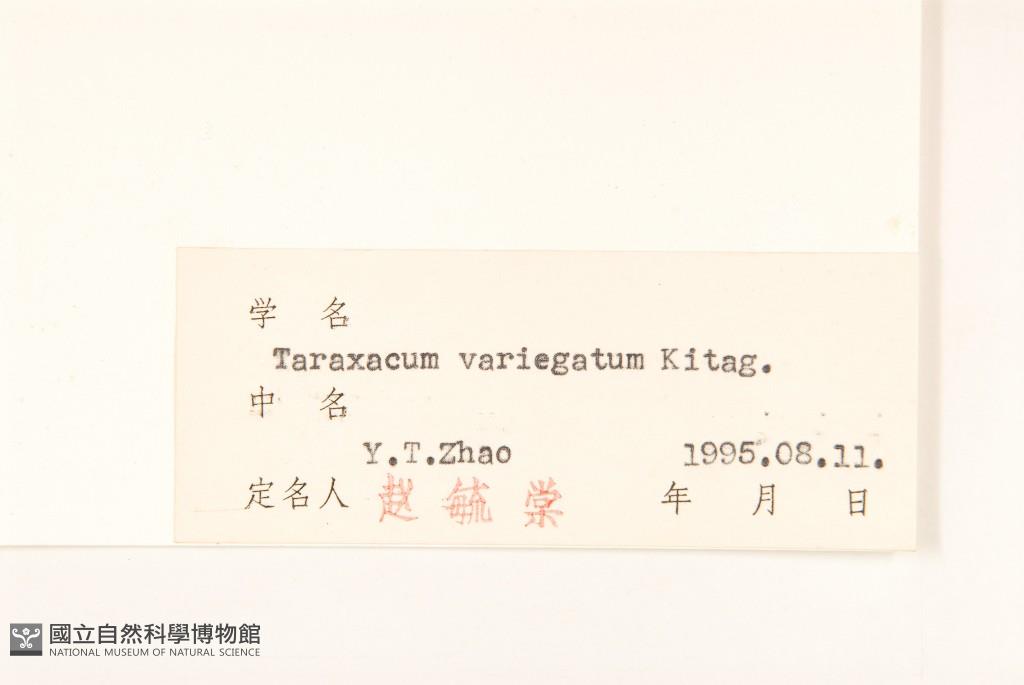 学 名
Taraxacum variegatum Kitag.
中 名
Y.T.Zhao 1995.08.11.
定名人 赵 毓 棠 年 月 日
國立自然科學博物館
NATIONAL MUSEUM OF NATURAL SCIENCE